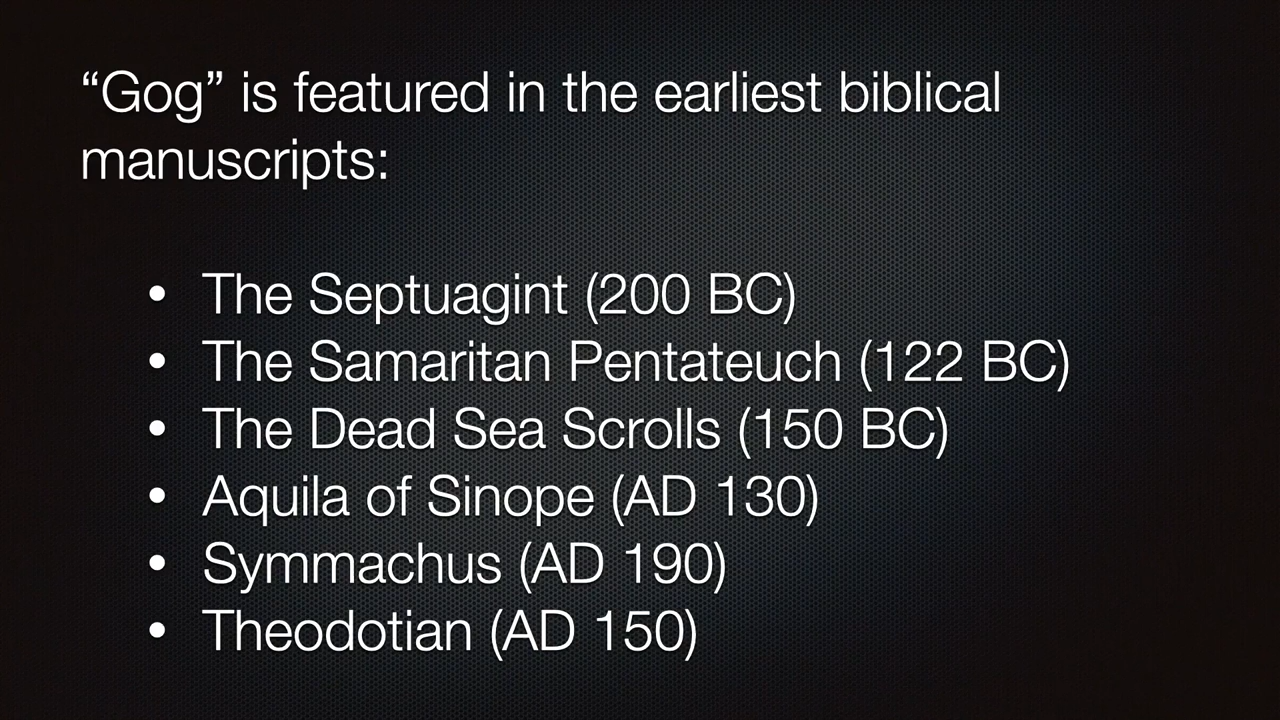 “Gog” is featured in the earliest biblical
manuscripts:
• The Septuagint (200 BC)
• The Samaritan Pentateuch (122 BC)
• The Dead Sea Scrolls (150 BC)
• Aquila of Sinope (AD 130)
• Symmachus (AD 190)
• Theodotian (AD 150)